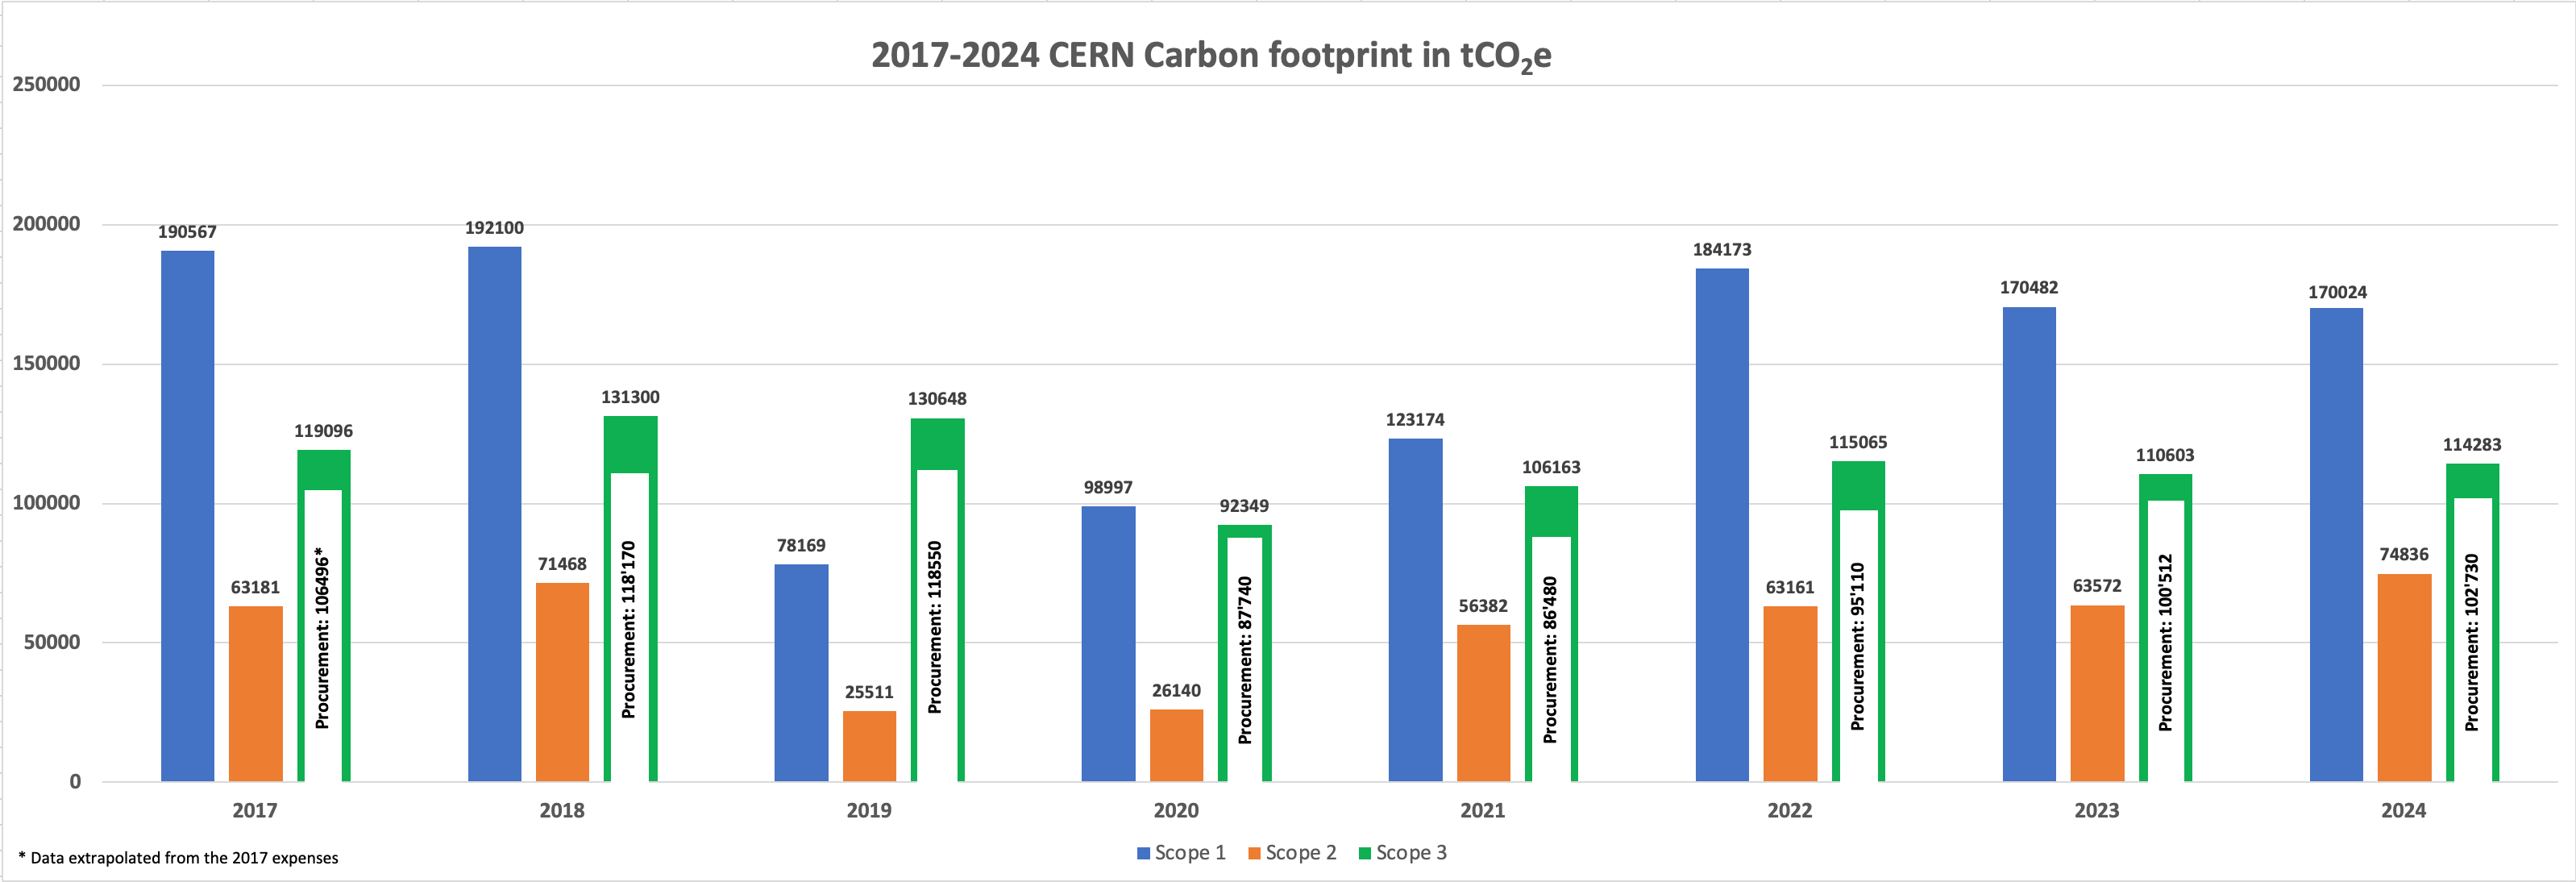 2017-2024 CERN Carbon footprint in tCO₂e
250000
200000
150000
100000
50000
0
190567
63181
119096
Procurement: 106496*
192100
71468
131300
Procurement: 118'170
78169
25511
130648
Procurement: 118550
98997
26140
92349
Procurement: 87'740
123174
56382
106163
Procurement: 86'480
184173
63161
115065
Procurement: 95'110
170482
63572
110603
Procurement: 100'512
170024
74836
114283
Procurement: 102'730
2017
2018
2019
2020
2021
2022
2023
2024
Scope 1
Scope 2
Scope 3
* Data extrapolated from the 2017 expenses